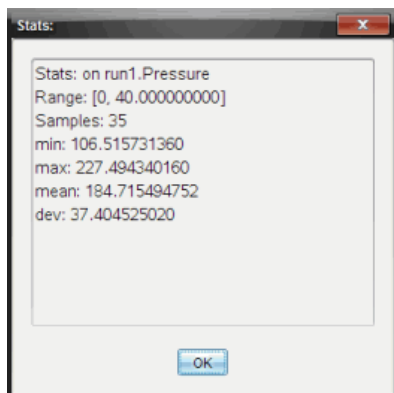 Stats:
Stats: on run1.Pressure
Range: [0, 40.000000000]
Samples: 35
min: 106.515731360
max: 227.494340160
mean: 184.715494752
dev: 37.404525020
OK